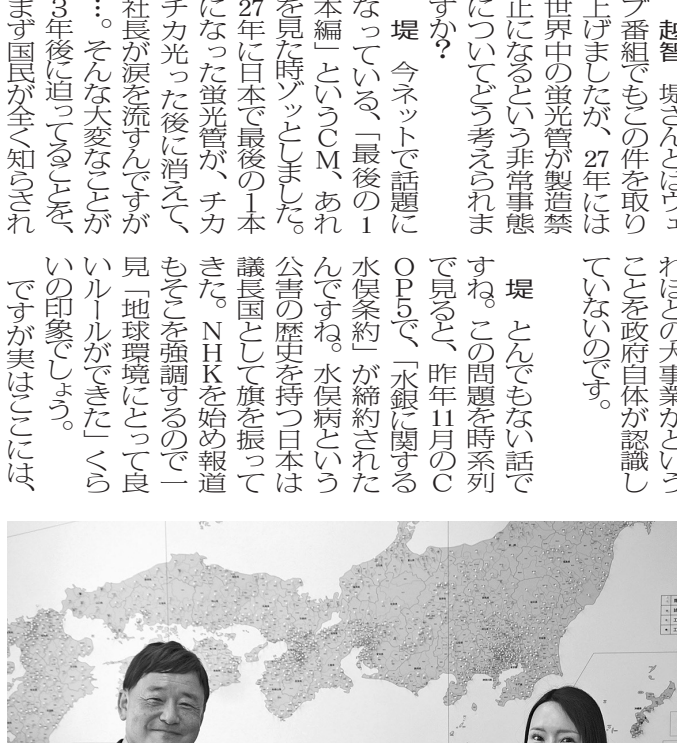 越智　堤さんとはウェ
ブ番組でもこの件を取り
上げましたが、27年には
世界中の蛍光管が製造禁
止になるという非常事態
についてどう考えられま
すか？
堤　今ネットで話題に
なっている、「最後の１
本編」というＣＭ、あれ
を見た時ゾッとしました。
27年に日本で最後の１本
になった蛍光管が、チカ
チカ光った後に消えて、
社長が涙を流すんですが
…。そんな大変なことが
３年後に迫ってることを、
まず国民が全く知らされ
れほどの大事業かという
ことを政府自体が認識し
ていないのです。
堤　とんでもない話で
すね。この問題を時系列
で見ると、昨年11月のＣ
ＯＰ５で、「水銀に関する
水俣条約」が締約された
んですね。水俣病という
公害の歴史を持つ日本は
議長国として旗を振って
きた。ＮＨＫを始め報道
もそこを強調するので一
見「地球環境にとって良
いルールができた」くら
いの印象でしょう。
ですが実はここには、